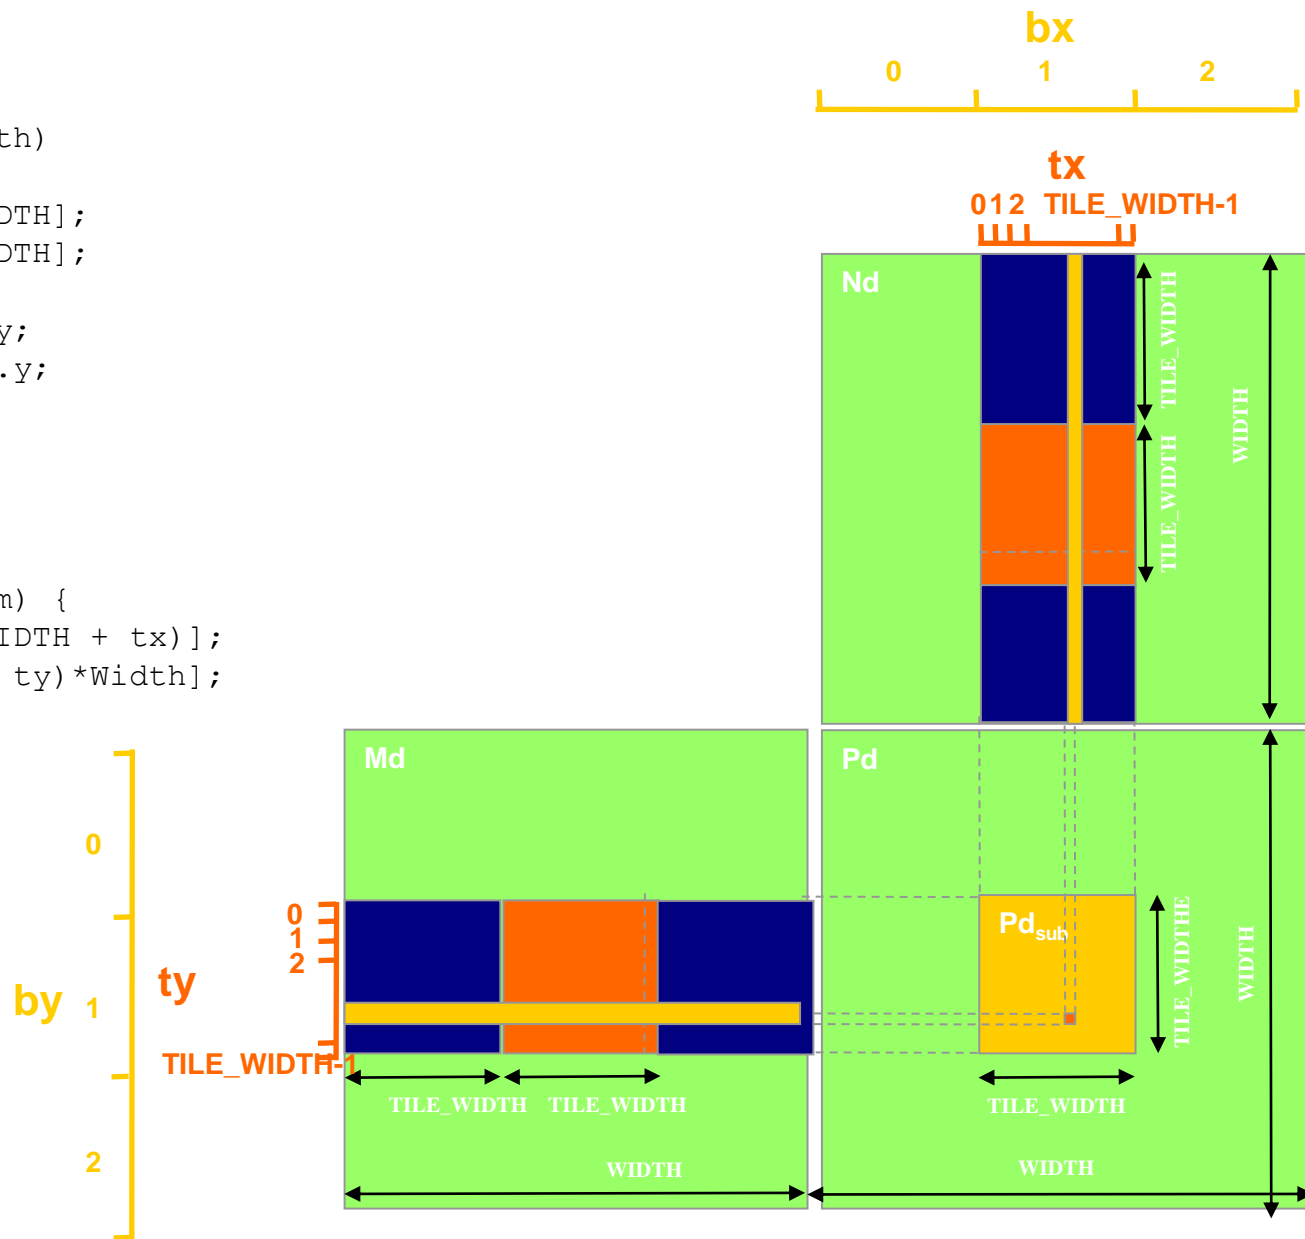 bx
0 1 2
th)
tx
012 TILE_WIDTH-1
DTH];
DTH];
Nd
TILE_WIDTH
y;
.y;
WIDTH
TILE_WIDTH
m) {
IDTH + tx)];
ty)*Width];
Md
Pd
0
0
1
2
Pdsub
TILE_WIDTHE
WIDTH
by 1
ty
TILE_WIDTH-1
TILE_WIDTH TILE_WIDTH
TILE_WIDTH
2
WIDTH
WIDTH